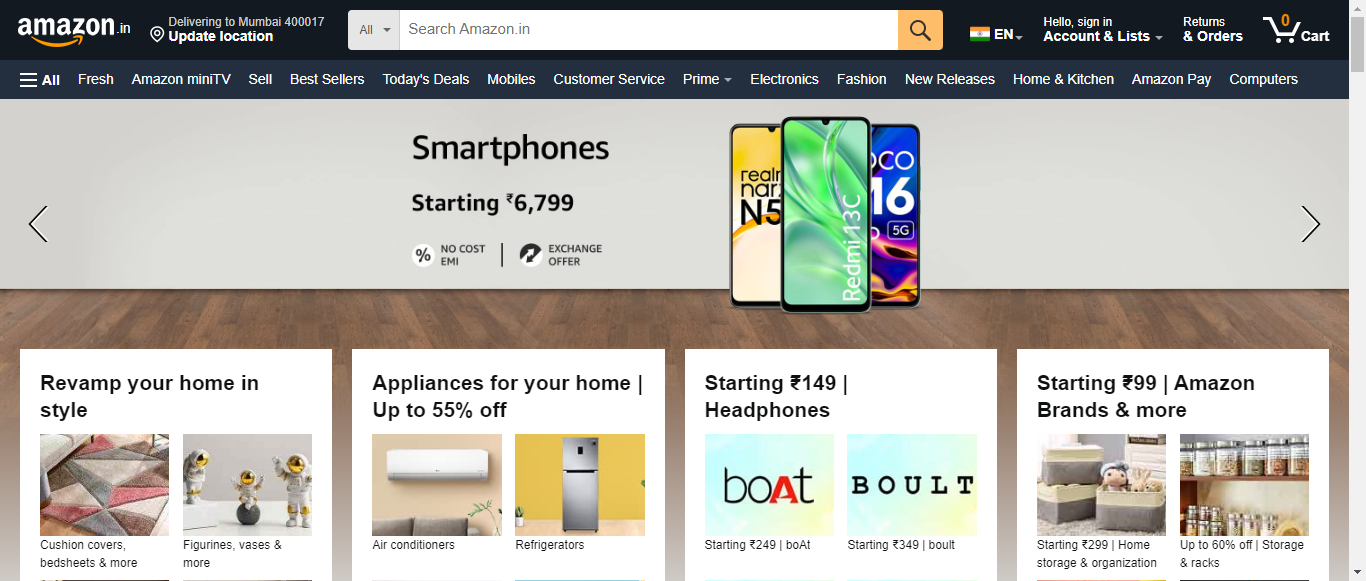 amazon.in
Delivering to Mumbai 400017
Update location
All
Search Amazon.in
EN
Hello, sign in
Account & Lists
Returns
& Orders
0
Cart
All Fresh Amazon miniTV Sell Best Sellers Today's Deals Mobiles Customer Service Prime Electronics Fashion New Releases Home & Kitchen Amazon Pay Computers
Smartphones
Starting ₹6,799
% NO COST
EMI
EXCHANGE
OFFER
N5
Redmi 13C
16
5G
Revamp your home in
style
Cushion covers,
bedsheets & more
Figurines, vases &
more
Appliances for your home |
Up to 55% off
Air conditioners
Refrigerators
Starting ₹149 |
Headphones
boAt
Starting ₹249 | boAt
BOULT
Starting ₹349 | boult
Starting ₹99 | Amazon
Brands & more
Starting ₹299 | Home
storage & organization
Up to 60% off | Storage
& racks